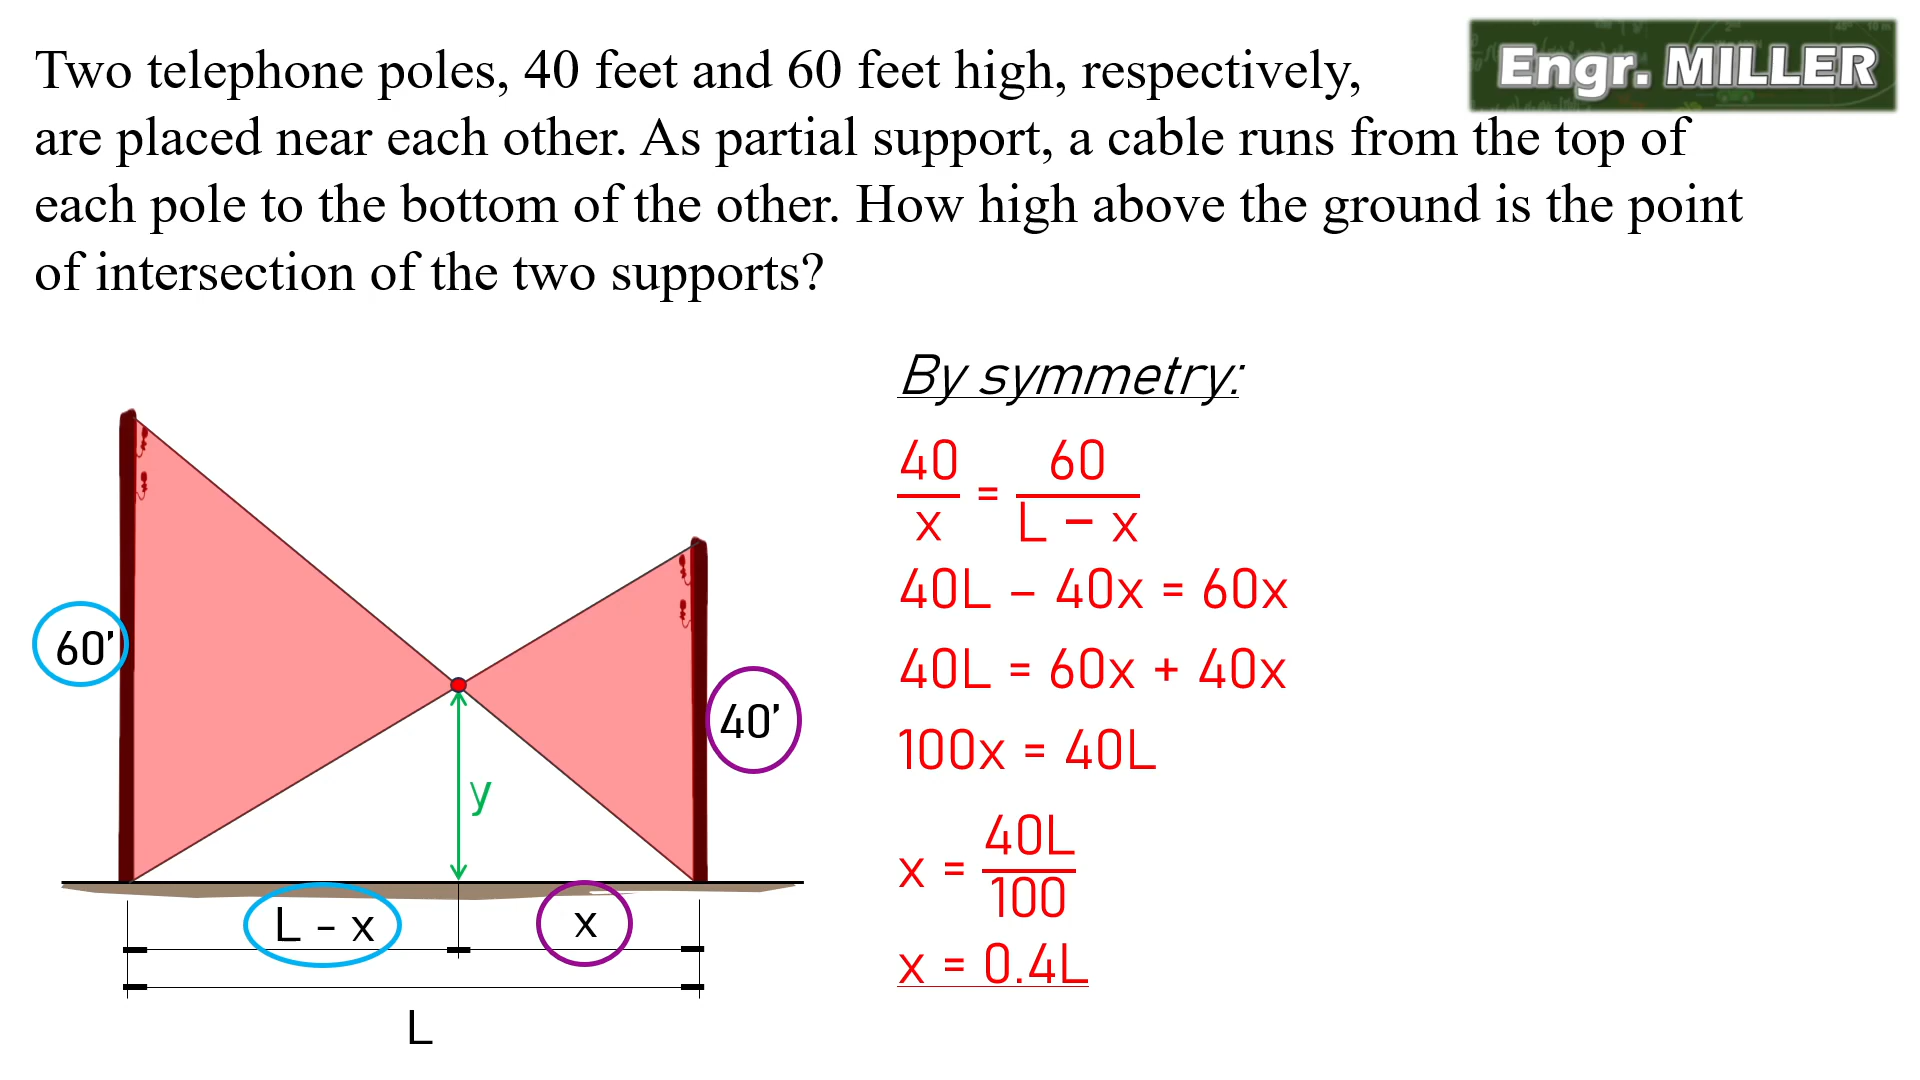 Two telephone poles, 40 feet and 60 feet high, respectively,
Engr. MILLER
are placed near each other. As partial support, a cable runs from the top of
each pole to the bottom of the other. How high above the ground is the point
of intersection of the two supports?
By symmetry:
40/x = 60/(L – x)
40L – 40x = 60x
40L = 60x + 40x
100x = 40L
x = 40L/100
x = 0.4L
60'
40'
y
L - x
x
L